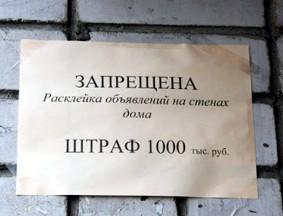 ЗАПРЕЩЕНА
Расклейка объявлений на стенах
дома
ШТРАФ 1000 тыс. руб.